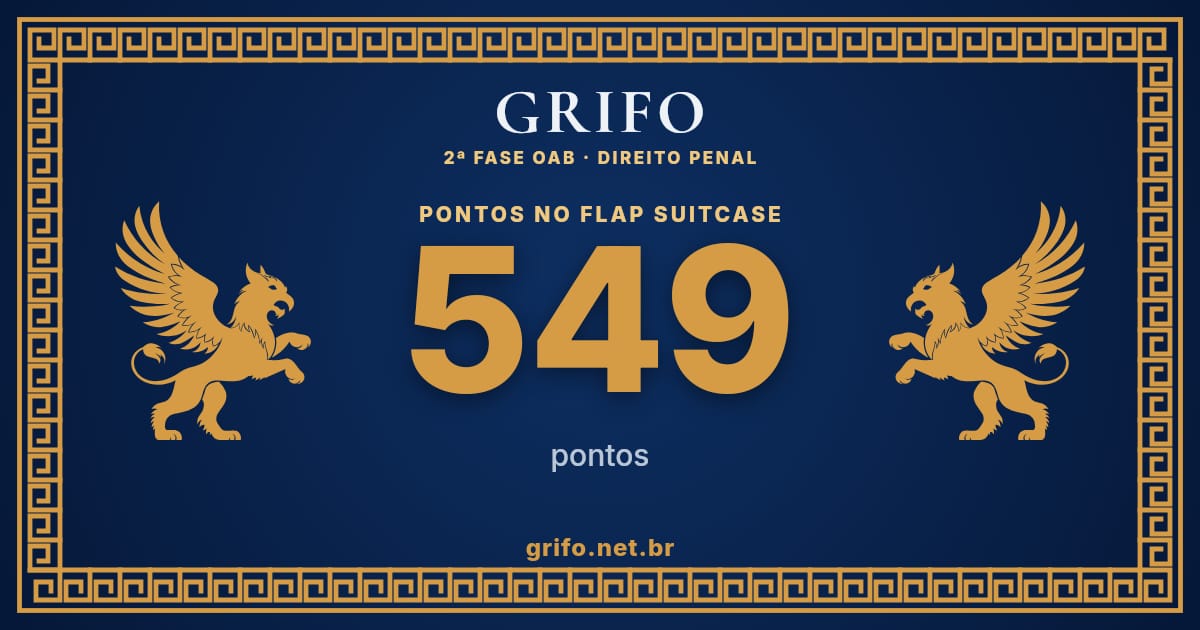 GRIFO
2ª FASE OAB · DIREITO PENAL
PONTOS NO FLAP SUITCASE
549
pontos
grifo.net.br